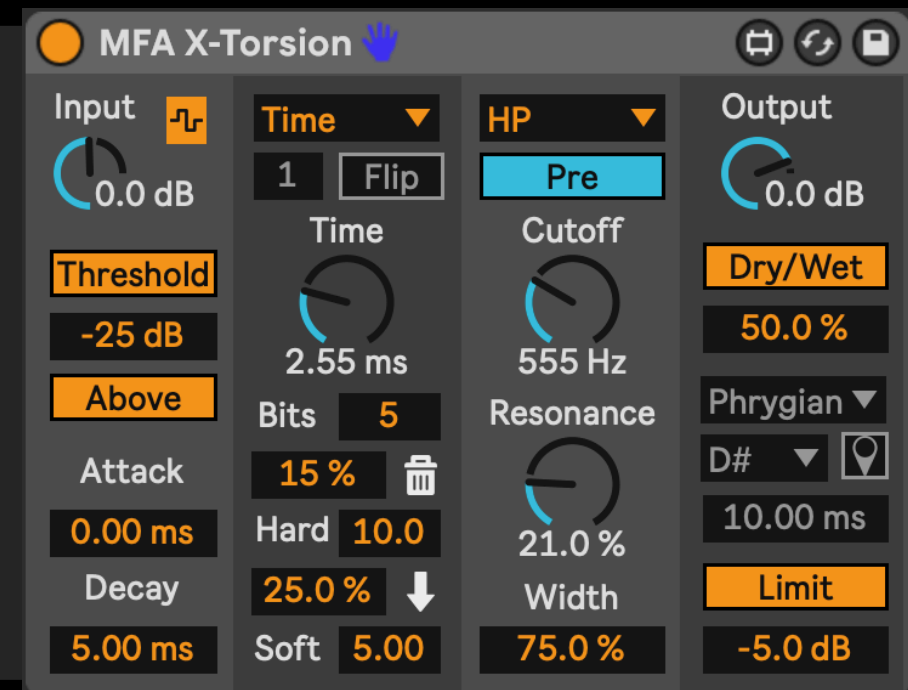 MFA X-Torsion
Input
0.0 dB
Threshold
-25 dB
Above
Attack
0.00 ms
Decay
5.00 ms
Time
1 Flip
Time
2.55 ms
Bits 5
15 %
Hard 10.0
25.0 %
Soft 5.00
HP
Pre
Cutoff
555 Hz
Resonance
21.0 %
Width
75.0 %
Output
0.0 dB
Dry/Wet
50.0 %
Phrygian
D#
10.00 ms
Limit
-5.0 dB